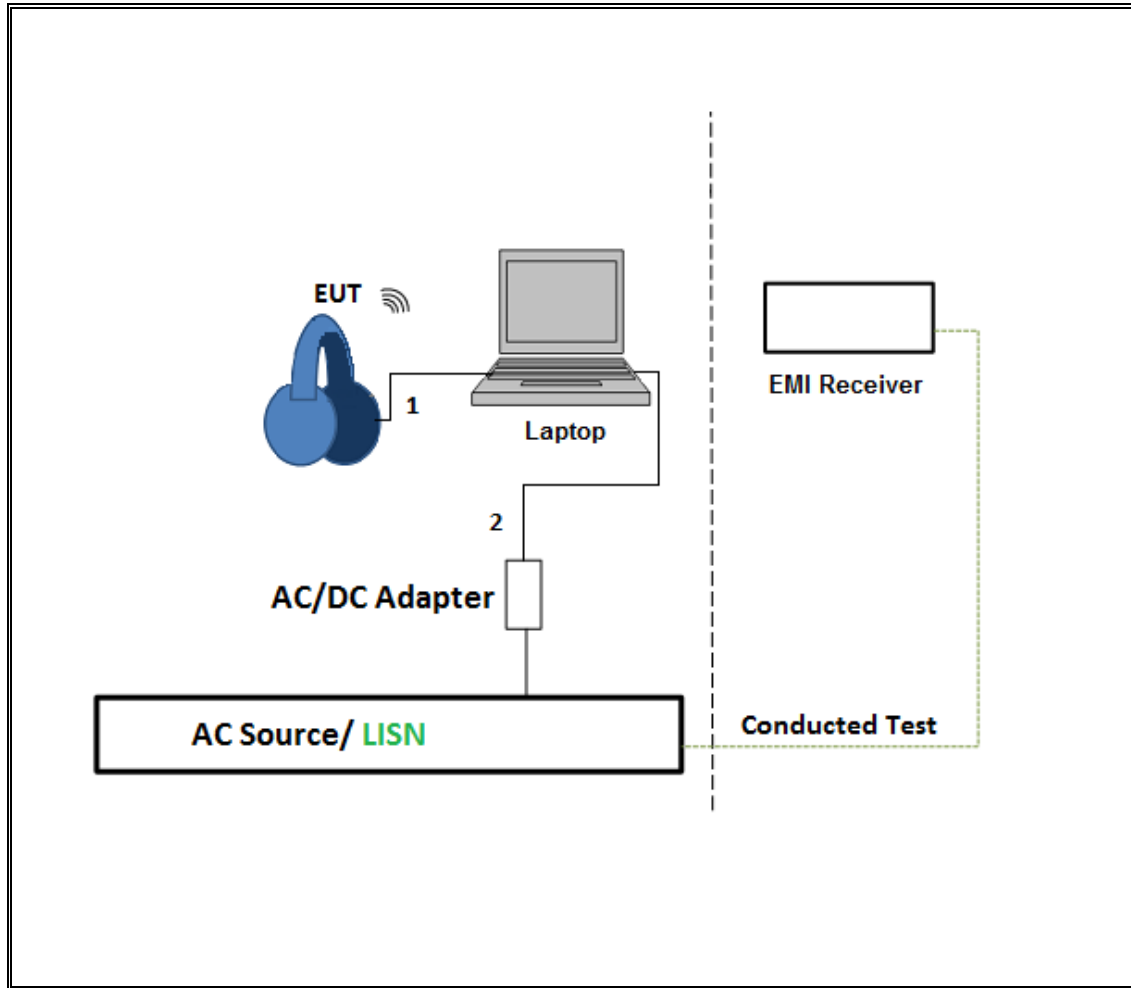 EUT
1
Laptop
EMI Receiver
2
AC/DC Adapter
AC Source/ LISN
Conducted Test